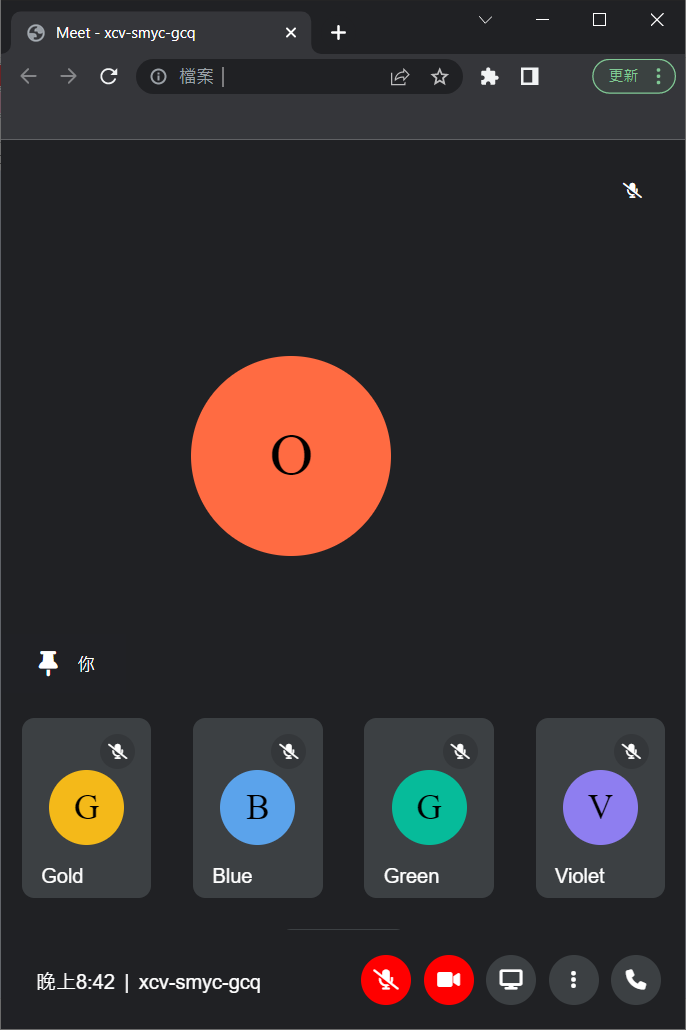 Meet - xcv-smyc-gcq
檔案
更新
O
你
G B G V
Gold Blue Green Violet
晚上8:42 | xcv-smyc-gcq